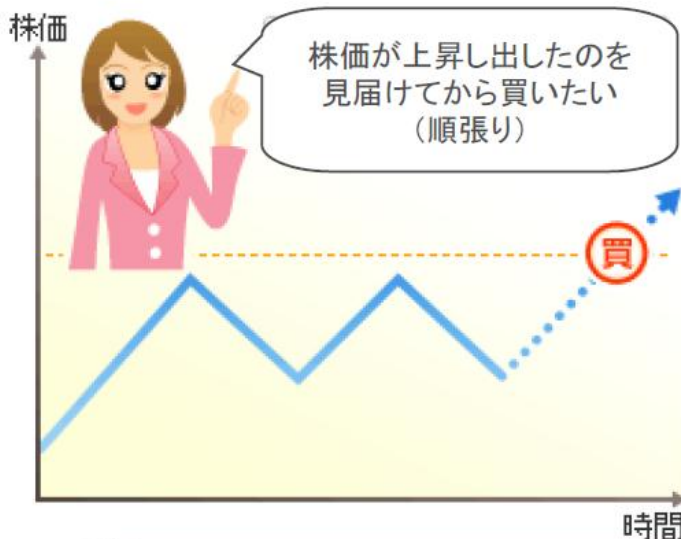 株価
株価が上昇し出したのを
見届けてから買いたい
（順張り）
買
時間